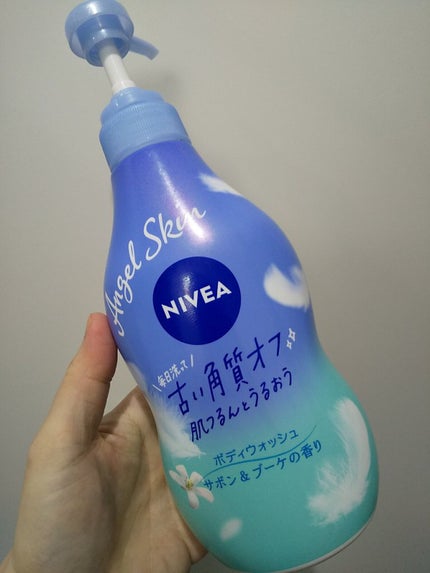 Angel Skin
NIVEA
\毎日洗って/
古い角質オフ
肌つるんとうるおう
ボディウォッシュ
サボン&ブーケの香り